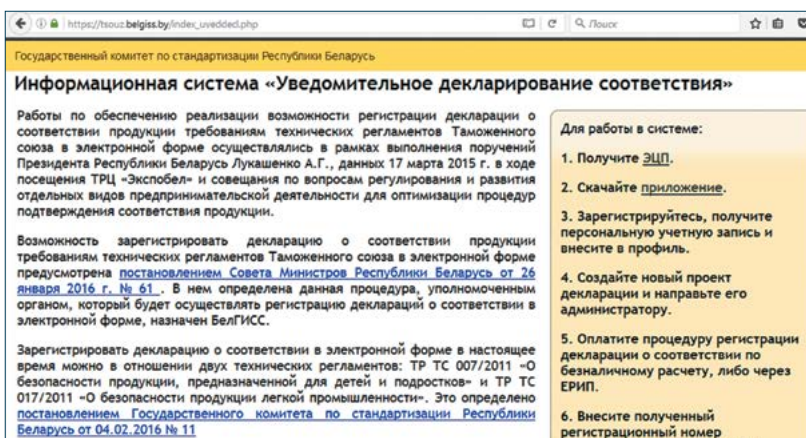 https://tsouz.belgiss.by/index_uvedded.php
Поиск
Государственный комитет по стандартизации Республики Беларусь
Информационная система «Уведомительное декларирование соответствия»
Работы по обеспечению реализации возможности регистрации декларации о
соответствии продукции требованиям технических регламентов Таможенного
союза в электронной форме осуществлялись в рамках выполнения поручений
Президента Республики Беларусь Лукашенко А.Г., данных 17 марта 2015 г. в ходе
посещения ТРЦ «Экспобел» и совещания по вопросам регулирования и развития
отдельных видов предпринимательской деятельности для оптимизации процедур
подтверждения соответствия продукции.
Возможность зарегистрировать декларацию о соответствии продукции
требованиям технических регламентов Таможенного союза в электронной форме
предусмотрена постановлением Совета Министров Республики Беларусь от 26
января 2016 г. № 61 . В нем определена данная процедура, уполномоченным
органом, который будет осуществлять регистрацию деклараций о соответствии в
электронной форме, назначен БелГИСС.
Зарегистрировать декларацию о соответствии в электронной форме в настоящее
время можно в отношении двух технических регламентов: ТР ТС 007/2011 «О
безопасности продукции, предназначенной для детей и подростков» и ТР ТС
017/2011 «О безопасности продукции легкой промышленности». Это определено
постановлением Государственного комитета по стандартизации Республики
Беларусь от 04.02.2016 № 11
Для работы в системе:
1. Получите ЭЦП.
2. Скачайте приложение.
3. Зарегистрируйтесь, получите
персональную учетную запись и
внесите в профиль.
4. Создайте новый проект
декларации и направьте его
администратору.
5. Оплатите процедуру регистрации
декларации о соответствии по
безналичному расчету, либо через
ЕРИП.
6. Внесите полученный
регистрационный номер